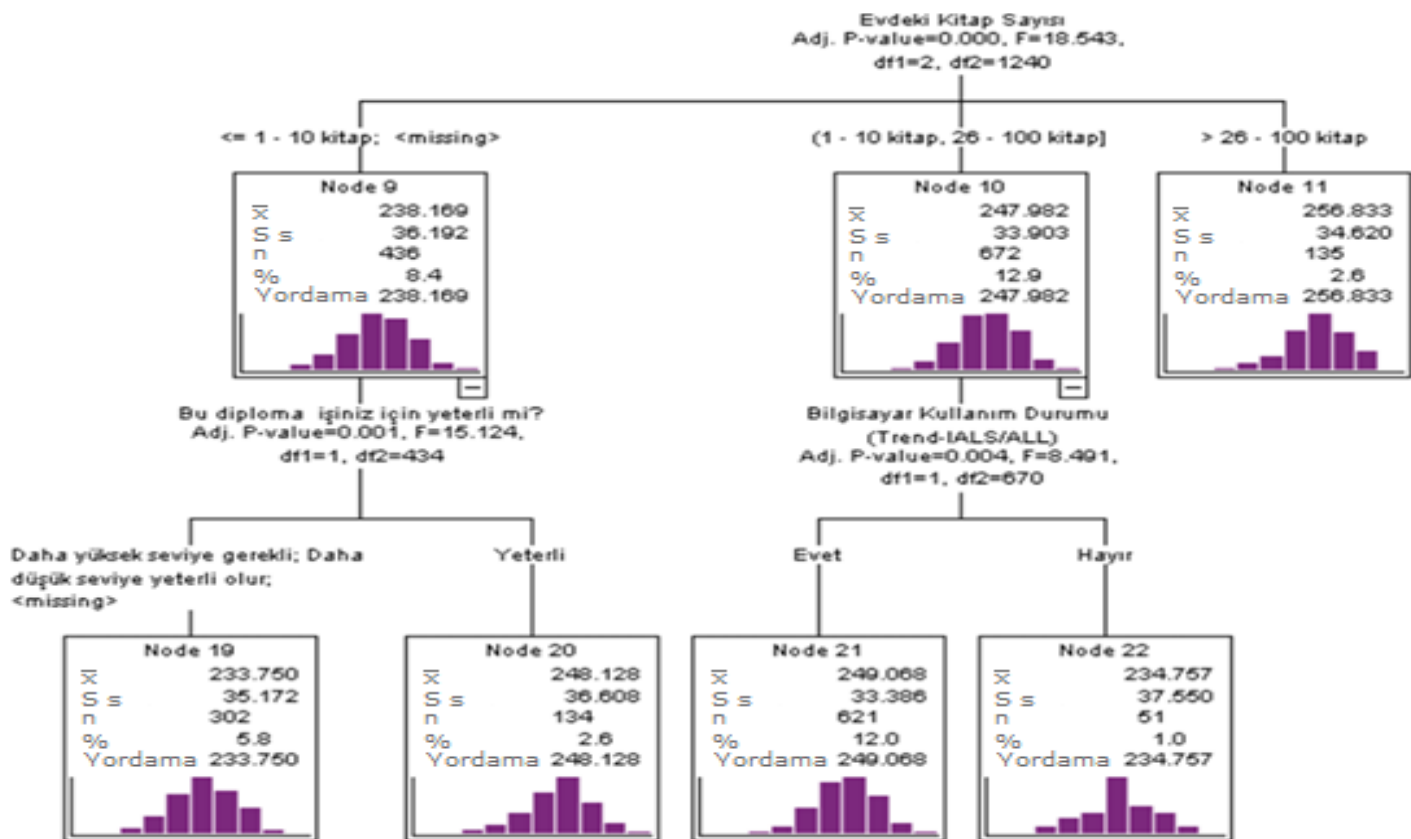 Evdeki Kitap Sayısı
Adj. P-value=0.000, F=18.543,
df1=2, df2=1240
<= 1 - 10 kitap; <missing>
(1 - 10 kitap, 26 - 100 kitap]
> 26 - 100 kitap
Node 9
x̅ 238.169
S s 36.192
n 436
% 8.4
Yordama 238.169
Node 10
x̅ 247.982
S s 33.903
n 672
% 12.9
Yordama 247.982
Node 11
x̅ 256.833
S s 34.620
n 135
% 2.6
Yordama 256.833
Bu diploma işiniz için yeterli mi?
Adj. P-value=0.001, F=15.124,
df1=1, df2=434
Bilgisayar Kullanım Durumu
(Trend-IALS/ALL)
Adj. P-value=0.004, F=8.491,
df1=1, df2=670
Daha yüksek seviye gerekli; Daha
düşük seviye yeterli olur;
<missing>
Yeterli
Evet
Hayır
Node 19
x̅ 233.750
S s 35.172
n 302
% 5.8
Yordama 233.750
Node 20
x̅ 248.128
S s 36.608
n 134
% 2.6
Yordama 248.128
Node 21
x̅ 249.068
S s 33.386
n 621
% 12.0
Yordama 249.068
Node 22
x̅ 234.757
S s 37.550
n 51
% 1.0
Yordama 234.757